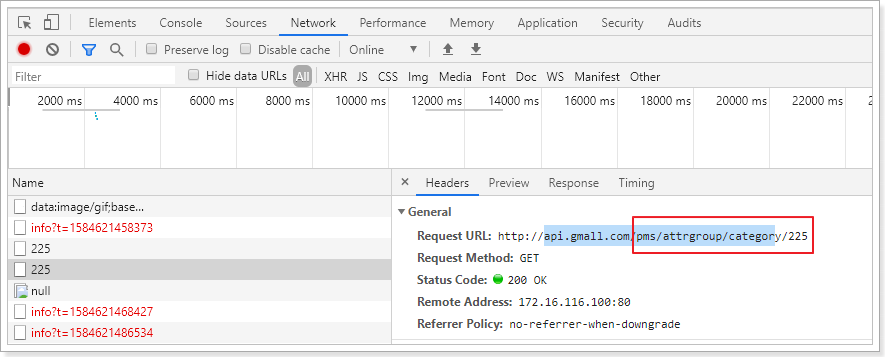 Elements Console Sources Network Performance Memory Application Security Audits
Preserve log Disable cache Online
Filter Hide data URLs All XHR JS CSS Img Media Font Doc WS Manifest Other
2000 ms 4000 ms 6000 ms 8000 ms 10000 ms 12000 ms 14000 ms 16000 ms 18000 ms 20000 ms 22000 ms 2
Name × Headers Preview Response Timing
data:image/gif;base...
info?t=1584621458373
225
225
null
info?t=1584621468427
info?t=1584621486534
General
Request URL: http://api.gmall.com/pms/attrgroup/category/225
Request Method: GET
Status Code: 200 OK
Remote Address: 172.16.116.100:80
Referrer Policy: no-referrer-when-downgrade